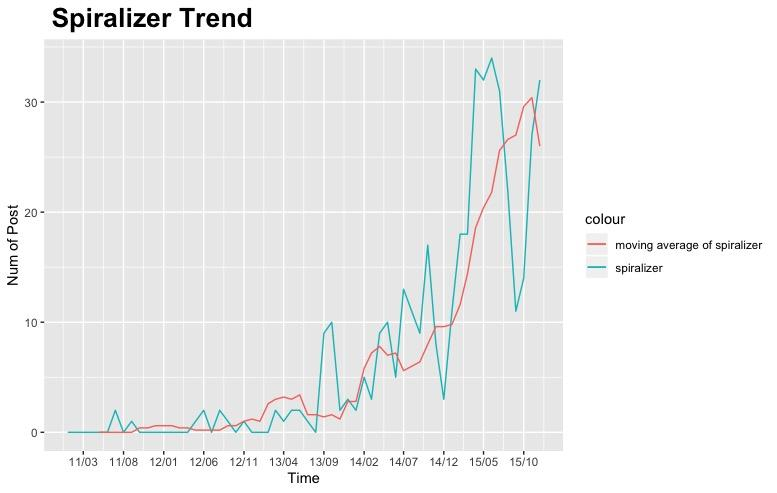 Spiralizer Trend
Num of Post
30
20
10
0
11/03 11/08 12/01 12/06 12/11 13/04 13/09 14/02 14/07 14/12 15/05 15/10
Time
colour
moving average of spiralizer
spiralizer